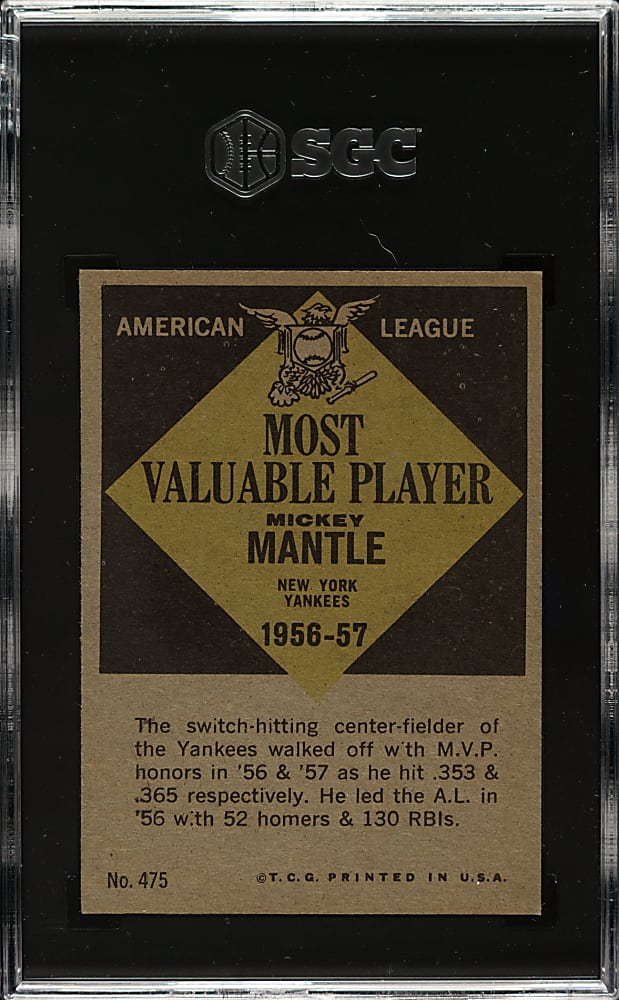 SGC
AMERICAN LEAGUE
MOST
VALUABLE PLAYER
MICKEY
MANTLE
NEW YORK
YANKEES
1956-57
The switch-hitting center-fielder of
the Yankees walked off with M.V.P.
honors in '56 & '57 as he hit .353 &
.365 respectively. He led the A.L. in
'56 with 52 homers & 130 RBIs.
No. 475 ©T.C.G. PRINTED IN U.S.A.